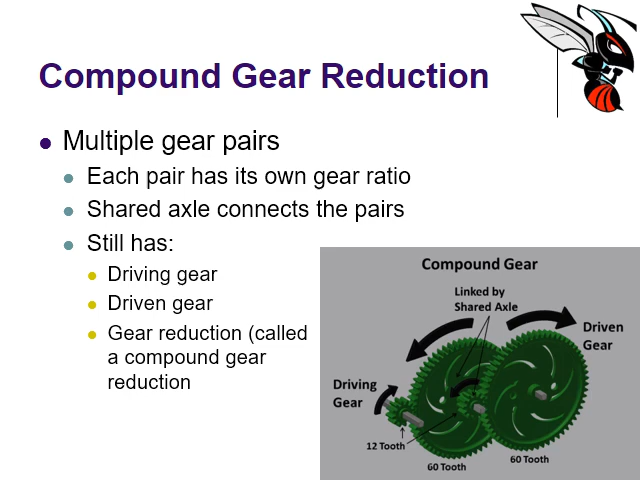 Compound Gear Reduction
Multiple gear pairs
Each pair has its own gear ratio
Shared axle connects the pairs
Still has:
Driving gear
Driven gear
Gear reduction (called
a compound gear
reduction
Compound Gear
Linked by
Shared Axle
Driven
Gear
Driving
Gear
12 Tooth
60 Tooth
60 Tooth